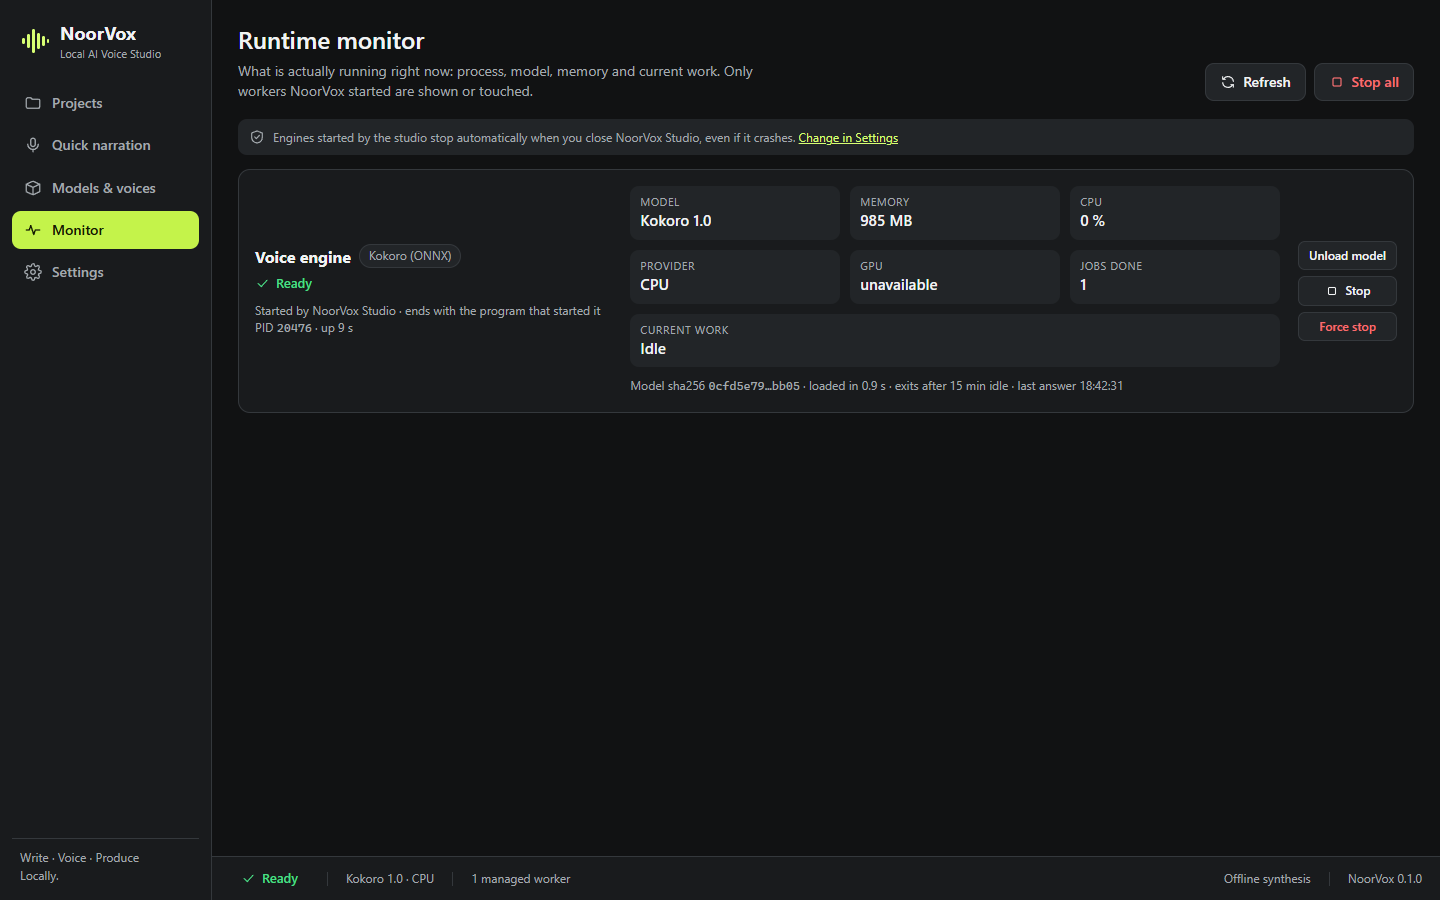 NoorVox
Local AI Voice Studio
Projects
Quick narration
Models & voices
Monitor
Settings
Write · Voice · Produce
Locally.
Runtime monitor
What is actually running right now: process, model, memory and current work. Only
workers NoorVox started are shown or touched.
Refresh
Stop all
Engines started by the studio stop automatically when you close NoorVox Studio, even if it crashes. Change in Settings
Voice engine
Kokoro (ONNX)
Ready
Started by NoorVox Studio · ends with the program that started it
PID 20476 · up 9 s
MODEL
Kokoro 1.0
MEMORY
985 MB
CPU
0 %
PROVIDER
CPU
GPU
unavailable
JOBS DONE
1
CURRENT WORK
Idle
Model sha256 0cfd5e79…bb05 · loaded in 0.9 s · exits after 15 min idle · last answer 18:42:31
Unload model
Stop
Force stop
Ready
Kokoro 1.0 · CPU
1 managed worker
Offline synthesis
NoorVox 0.1.0